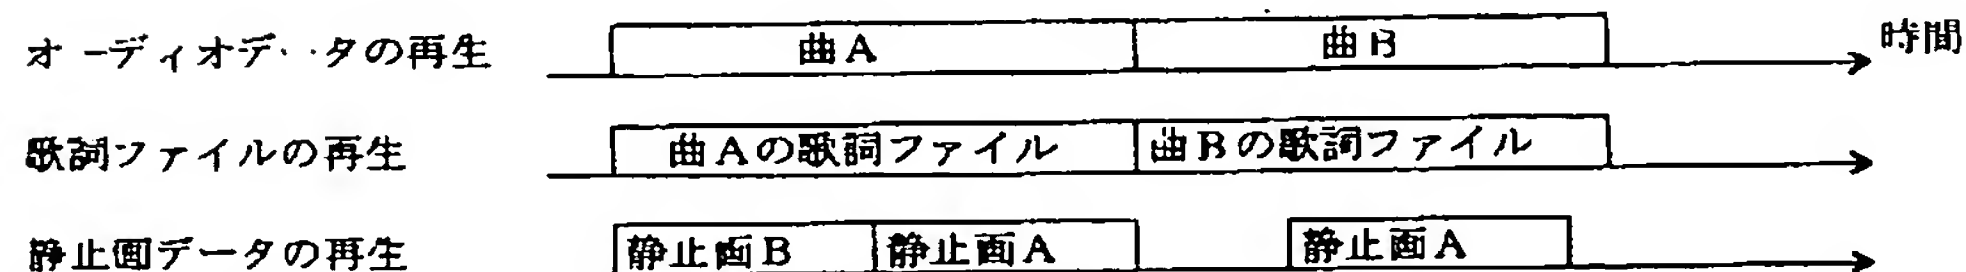 オーディオデータの再生 曲A 曲B 時間
歌詞ファイルの再生 曲Aの歌詞ファイル 曲Bの歌詞ファイル
静止画データの再生 静止画B 静止画A 静止画A